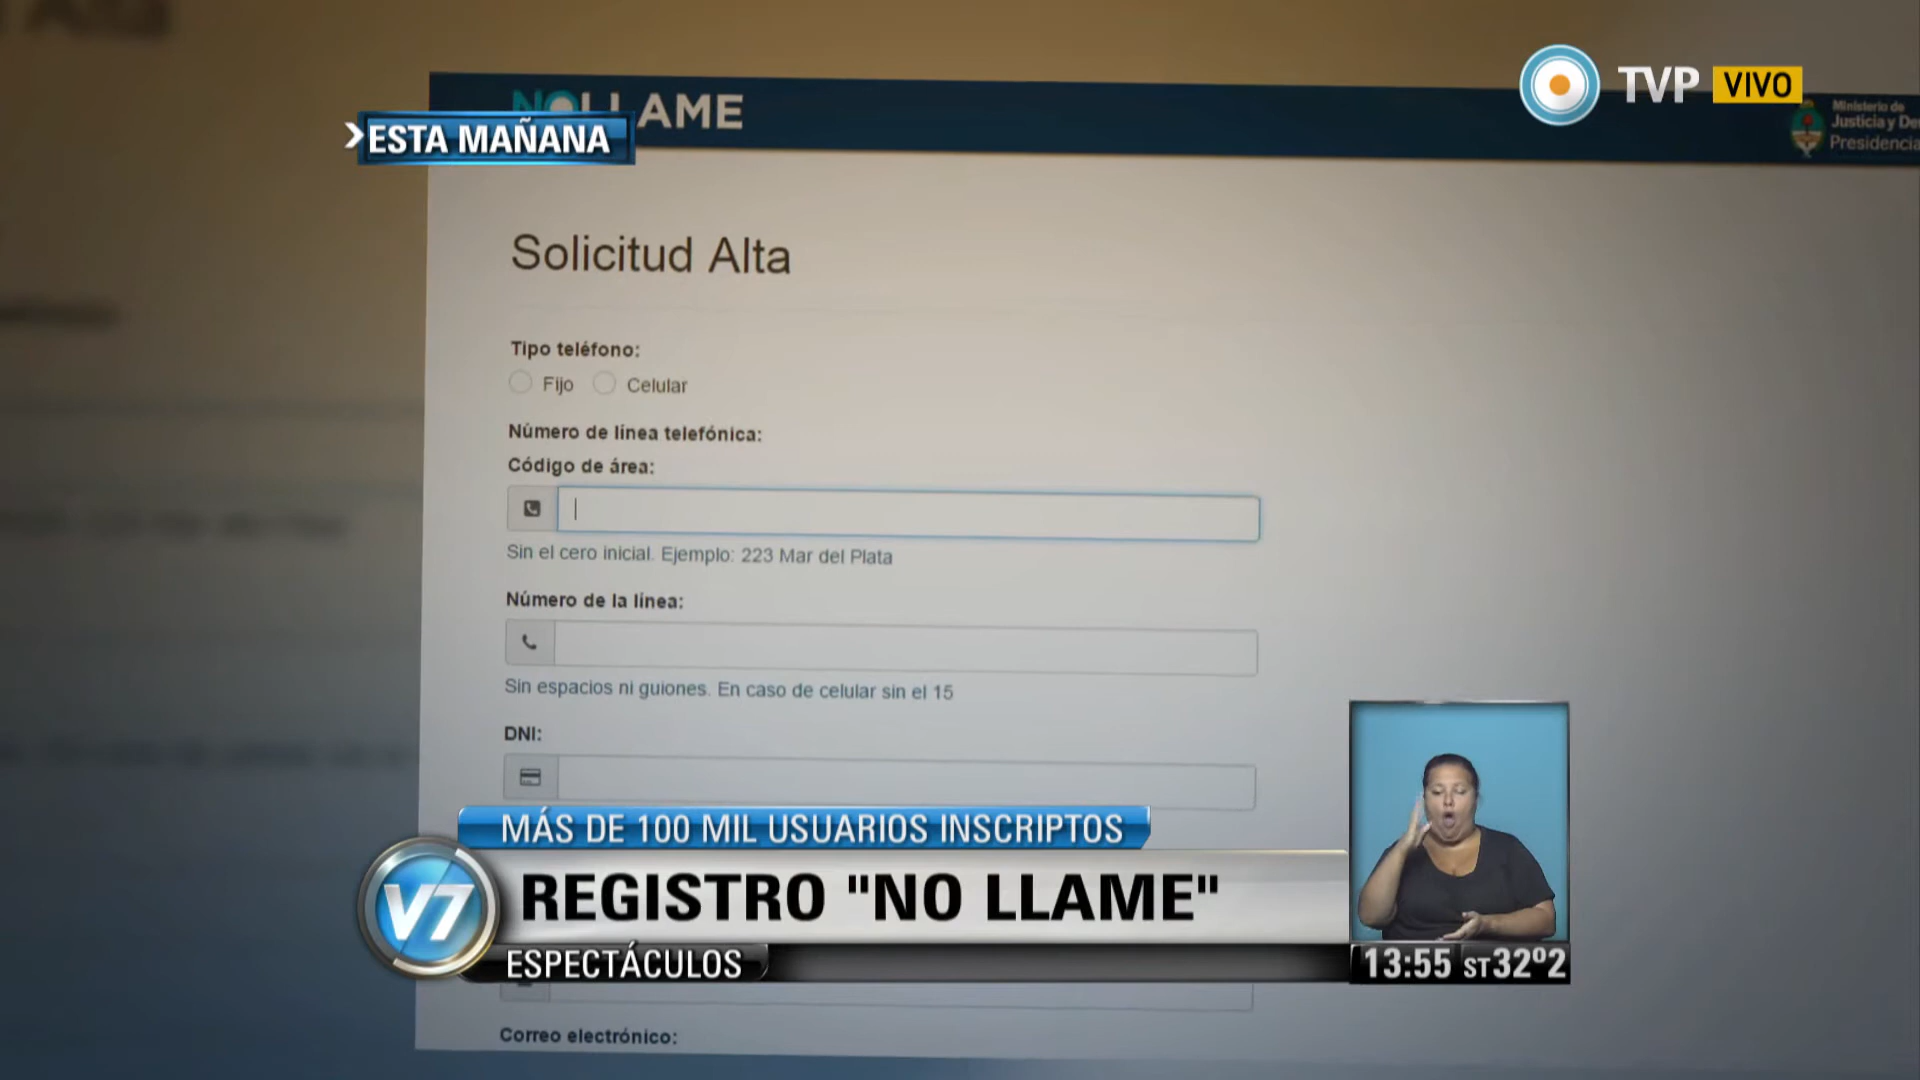 TVP VIVO
NO LLAME
ESTA MAÑANA
Ministerio de
Justicia y De
Presidencia
Solicitud Alta
Tipo teléfono:
Fijo Celular
Número de línea telefónica:
Código de área:
Sin el cero inicial. Ejemplo: 223 Mar del Plata
Número de la línea:
Sin espacios ni guiones. En caso de celular sin el 15
DNI:
MÁS DE 100 MIL USUARIOS INSCRIPTOS
V7
REGISTRO "NO LLAME"
ESPECTÁCULOS
13:55 ST 32º2
Correo electrónico: